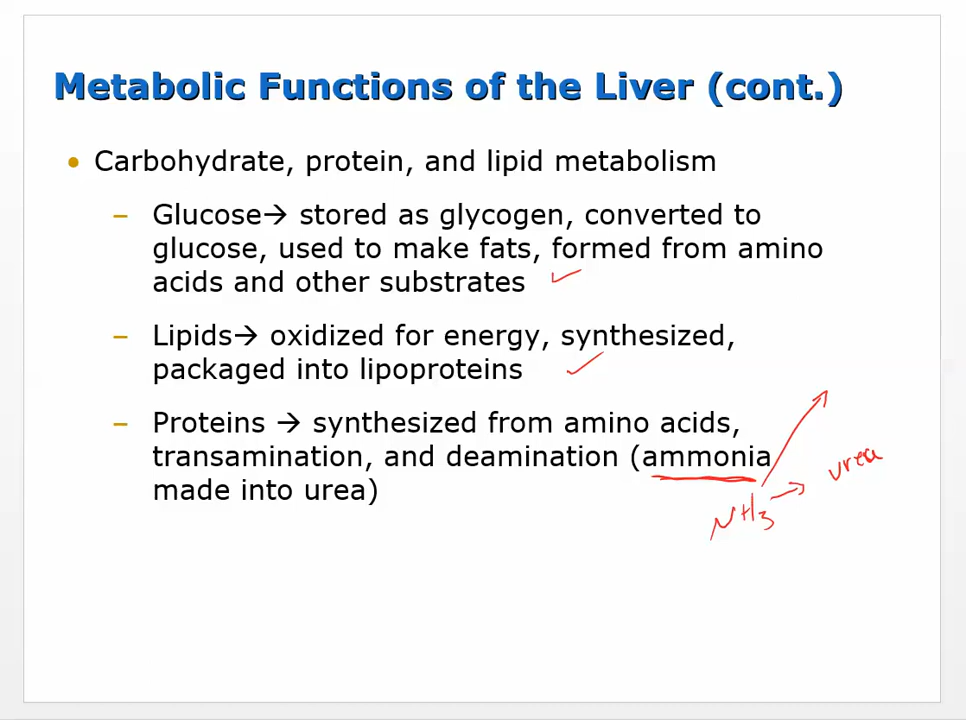 Metabolic Functions of the Liver (cont.)
• Carbohydrate, protein, and lipid metabolism
– Glucose→ stored as glycogen, converted to
glucose, used to make fats, formed from amino
acids and other substrates ✓
– Lipids→ oxidized for energy, synthesized,
packaged into lipoproteins ✓
– Proteins → synthesized from amino acids,
transamination, and deamination (ammonia
made into urea)
NH3 → urea